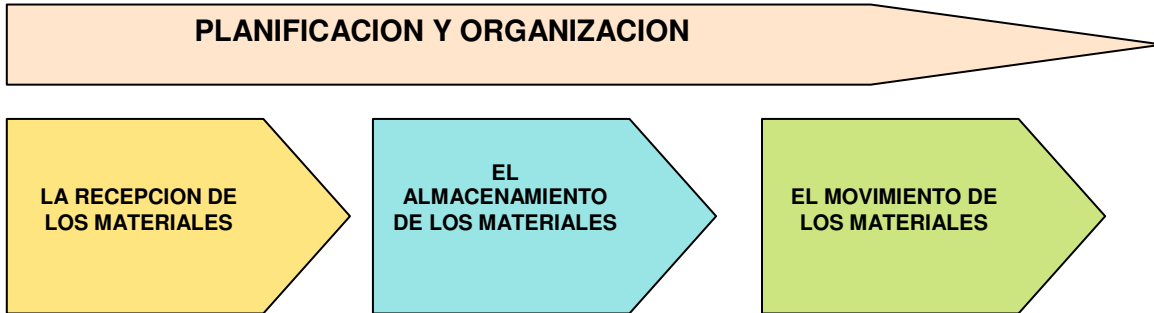 PLANIFICACION Y ORGANIZACION
LA RECEPCION DE
LOS MATERIALES
EL
ALMACENAMIENTO
DE LOS MATERIALES
EL MOVIMIENTO DE
LOS MATERIALES